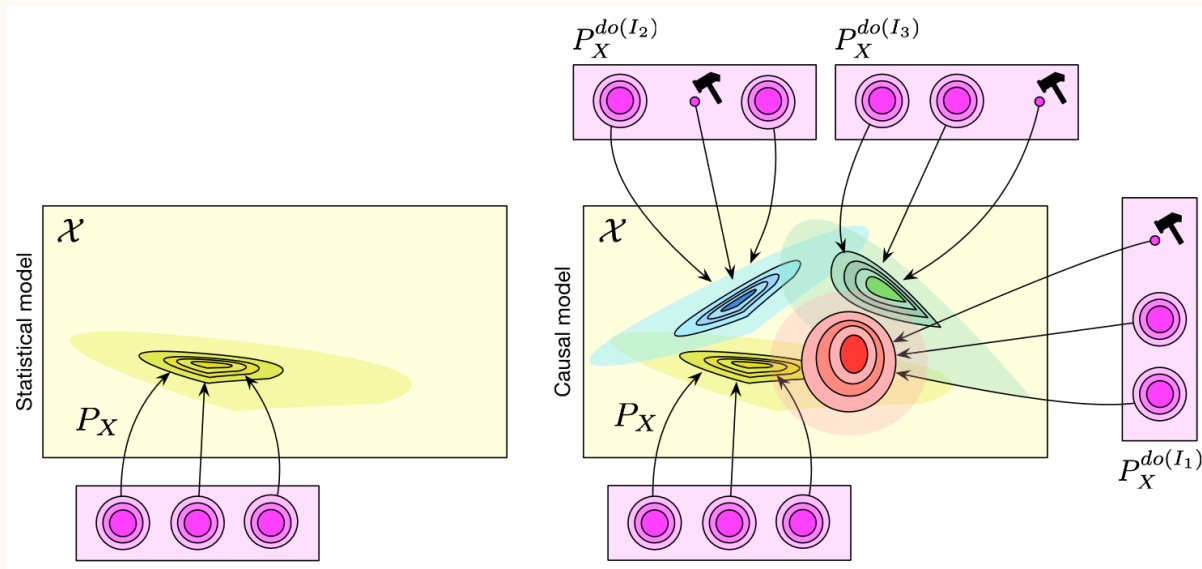 Statistical model
𝒳
P_X
Causal model
P_X^{do(I_2)}
P_X^{do(I_3)}
𝒳
P_X
P_X^{do(I_1)}